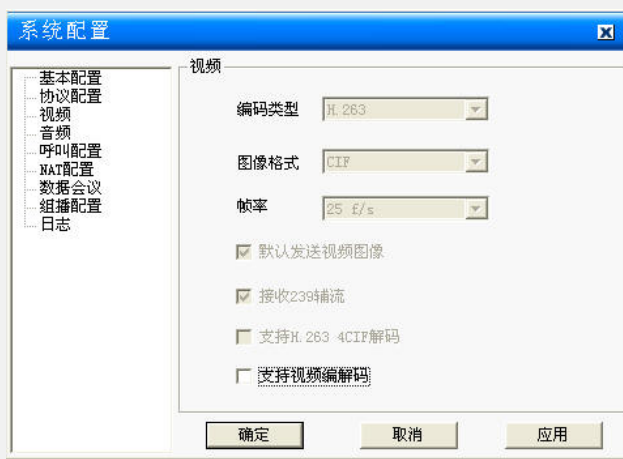 系统配置
基本配置
协议配置
视频
音频
呼叫配置
NAT配置
数据会议
组播配置
日志
视频
编码类型 H.263
图像格式 CIF
帧率 25 f/s
默认发送视频图像
接收239辅流
支持H.263 4CIF解码
支持视频编解码
确定 取消 应用